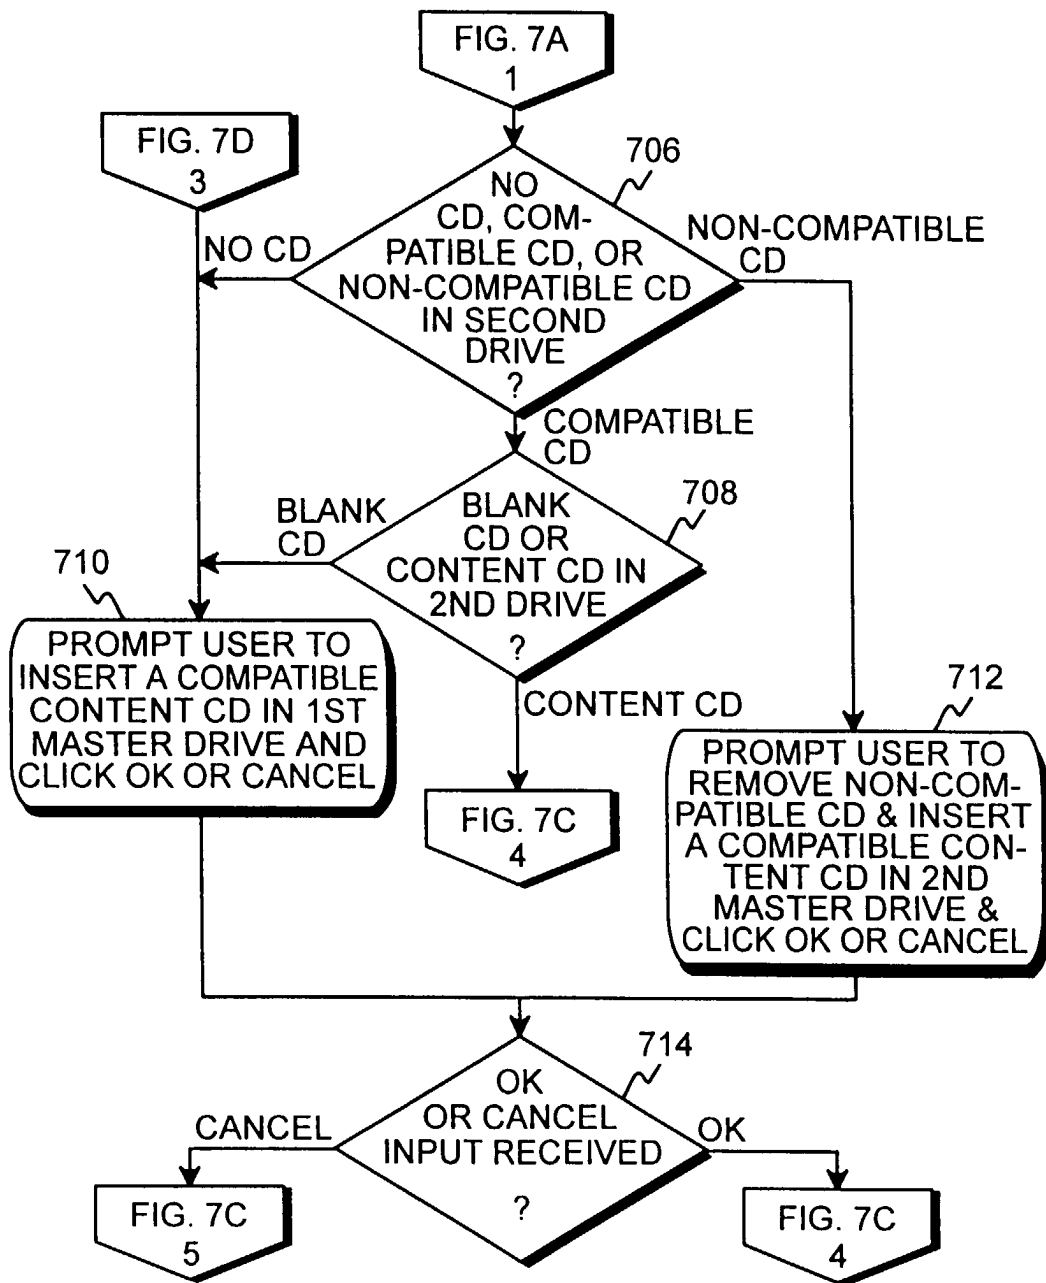 FIG. 7A
1
FIG. 7D
3
706
NO
CD, COM-
PATIBLE CD, OR
NON-COMPATIBLE CD
IN SECOND
DRIVE
?
NO CD
NON-COMPATIBLE
CD
COMPATIBLE
CD
708
BLANK
CD OR
CONTENT CD IN
2ND DRIVE
?
BLANK
CD
710
PROMPT USER TO
INSERT A COMPATIBLE
CONTENT CD IN 1ST
MASTER DRIVE AND
CLICK OK OR CANCEL
CONTENT CD
FIG. 7C
4
712
PROMPT USER TO
REMOVE NON-COM-
PATIBLE CD & INSERT
A COMPATIBLE CON-
TENT CD IN 2ND
MASTER DRIVE &
CLICK OK OR CANCEL
714
OK
OR CANCEL
INPUT RECEIVED
?
CANCEL
OK
FIG. 7C
5
FIG. 7C
4